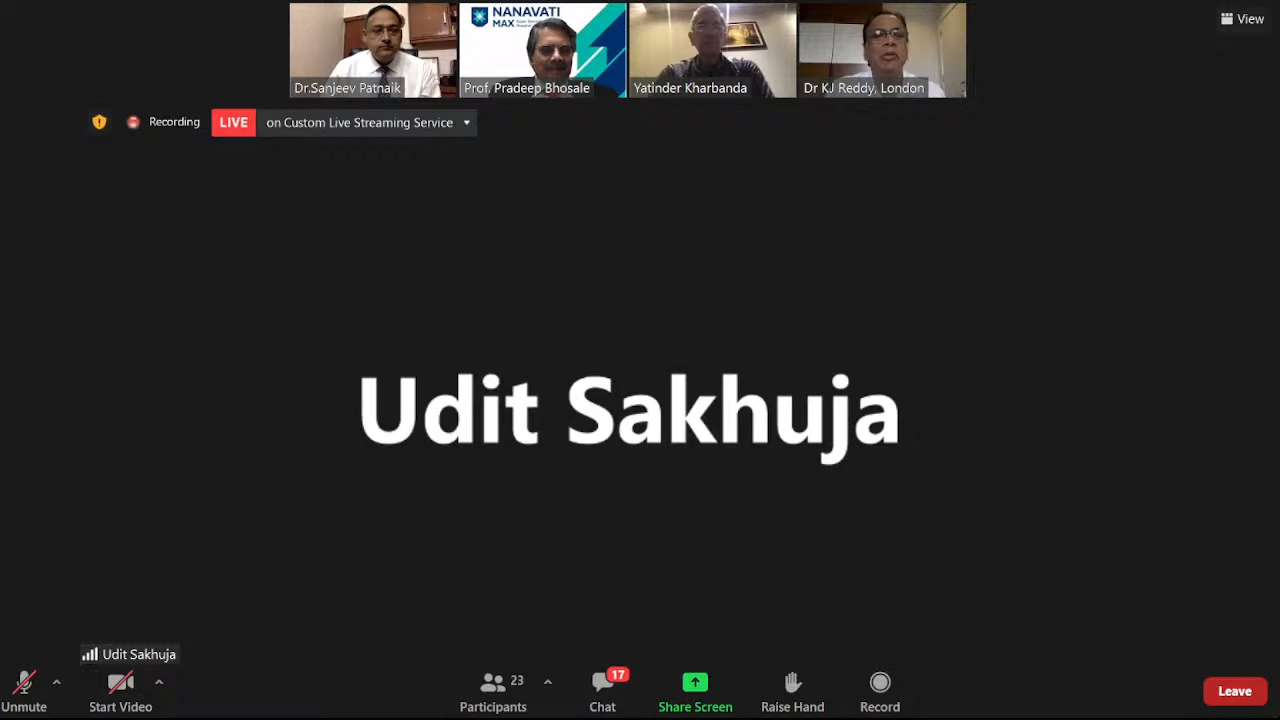 NANAVATI
MAX
Dr.Sanjeev Patnaik
Prof. Pradeep Bhosale
Yatinder Kharbanda
Dr KJ Reddy, London
View
Recording
LIVE
on Custom Live Streaming Service
Udit Sakhuja
Udit Sakhuja
Unmute
Start Video
23
Participants
17
Chat
Share Screen
Raise Hand
Record
Leave